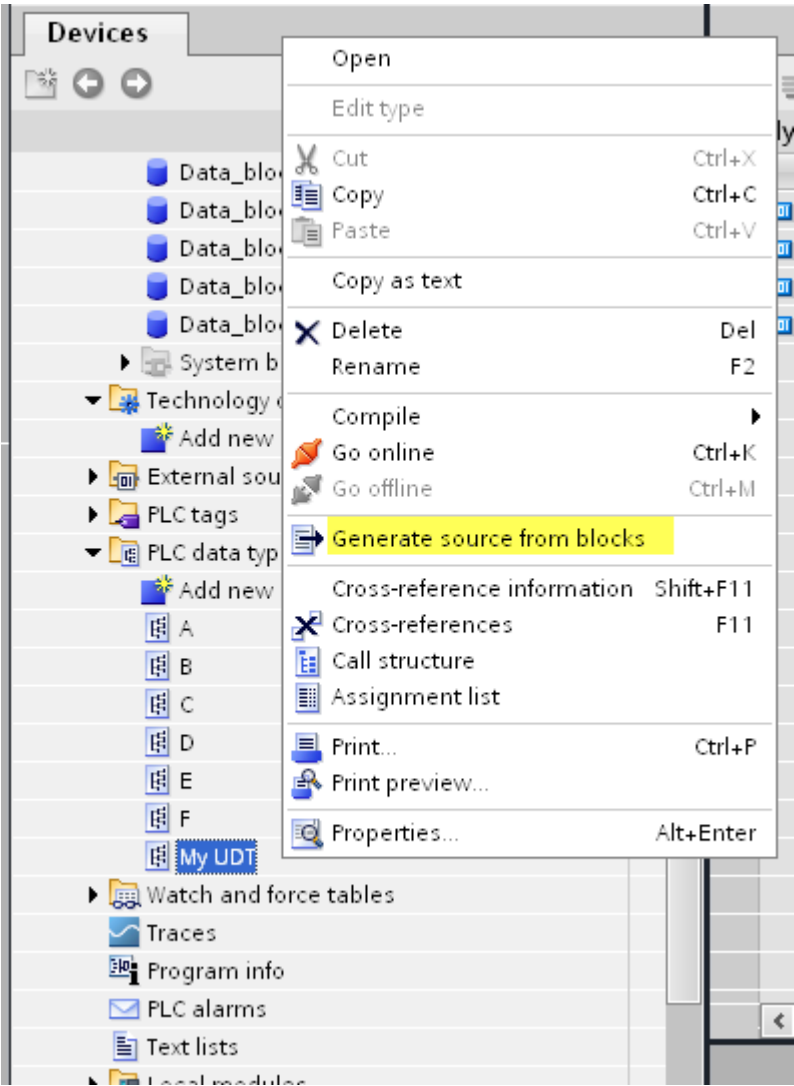 Devices
Open
Edit type
ly
Cut Ctrl+X
Data_blo
Copy Ctrl+C
Data_blo
Paste Ctrl+V
Data_blo
Copy as text
Data_blo
Data_blo
Delete Del
System b
Rename F2
Technology
Compile
Add new
Go online Ctrl+K
External sou
Go offline Ctrl+M
PLC tags
Generate source from blocks
PLC data typ
Add new
Cross-reference information Shift+F11
A
Cross-references F11
B
Call structure
C
Assignment list
D
Print... Ctrl+P
E
Print preview...
F
Properties... Alt+Enter
My UDT
Watch and force tables
Traces
Program info
PLC alarms
Text lists
Local modules